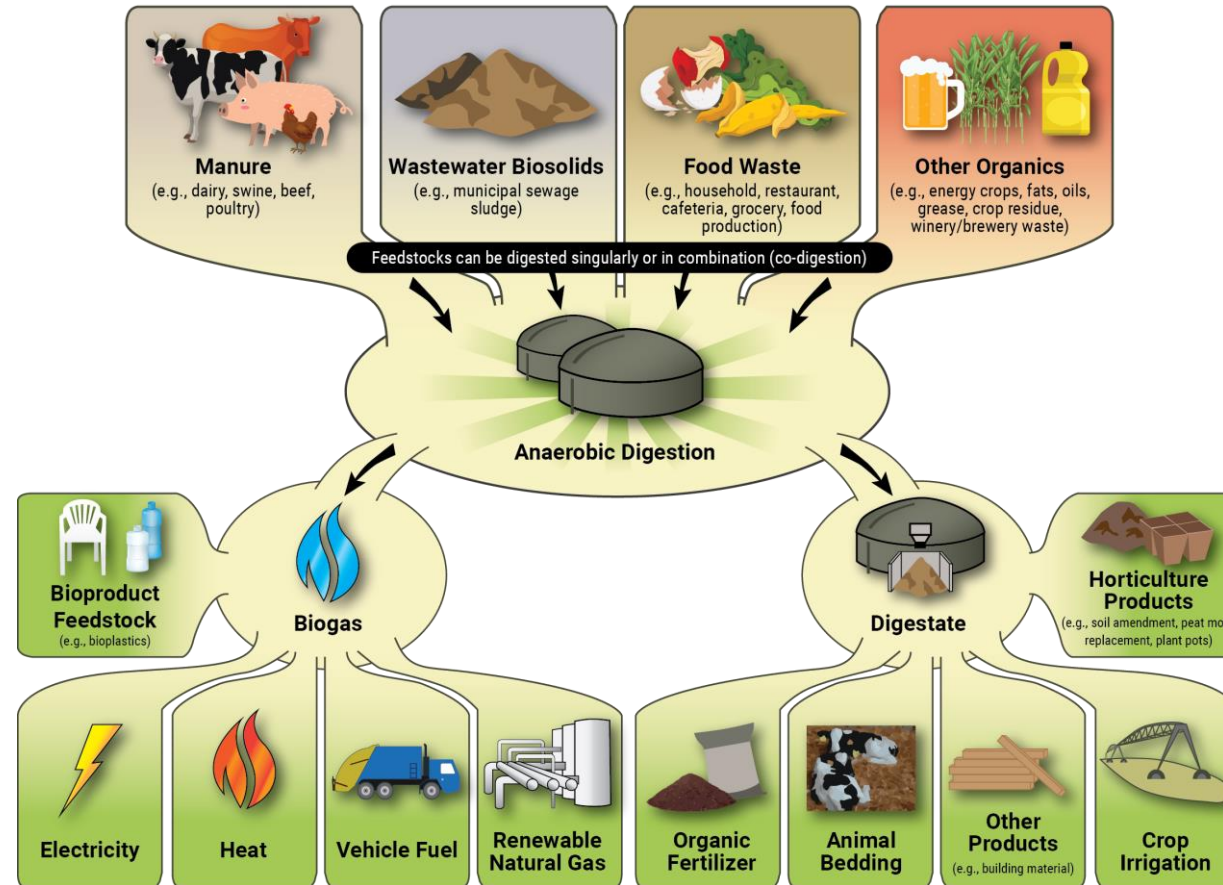 Manure
(e.g., dairy, swine, beef,
poultry)
Wastewater Biosolids
(e.g., municipal sewage
sludge)
Food Waste
(e.g., household, restaurant,
cafeteria, grocery, food
production)
Other Organics
(e.g., energy crops, fats, oils,
grease, crop residue,
winery/brewery waste)
Feedstocks can be digested singularly or in combination (co-digestion)
Anaerobic Digestion
Bioproduct
Feedstock
(e.g., bioplastics)
Biogas
Digestate
Horticulture
Products
(e.g., soil amendment, peat
replacement, plant pots)
Electricity
Heat
Vehicle Fuel
Renewable
Natural Gas
Organic
Fertilizer
Animal
Bedding
Other
Products
(e.g., building material)
Crop
Irrigation